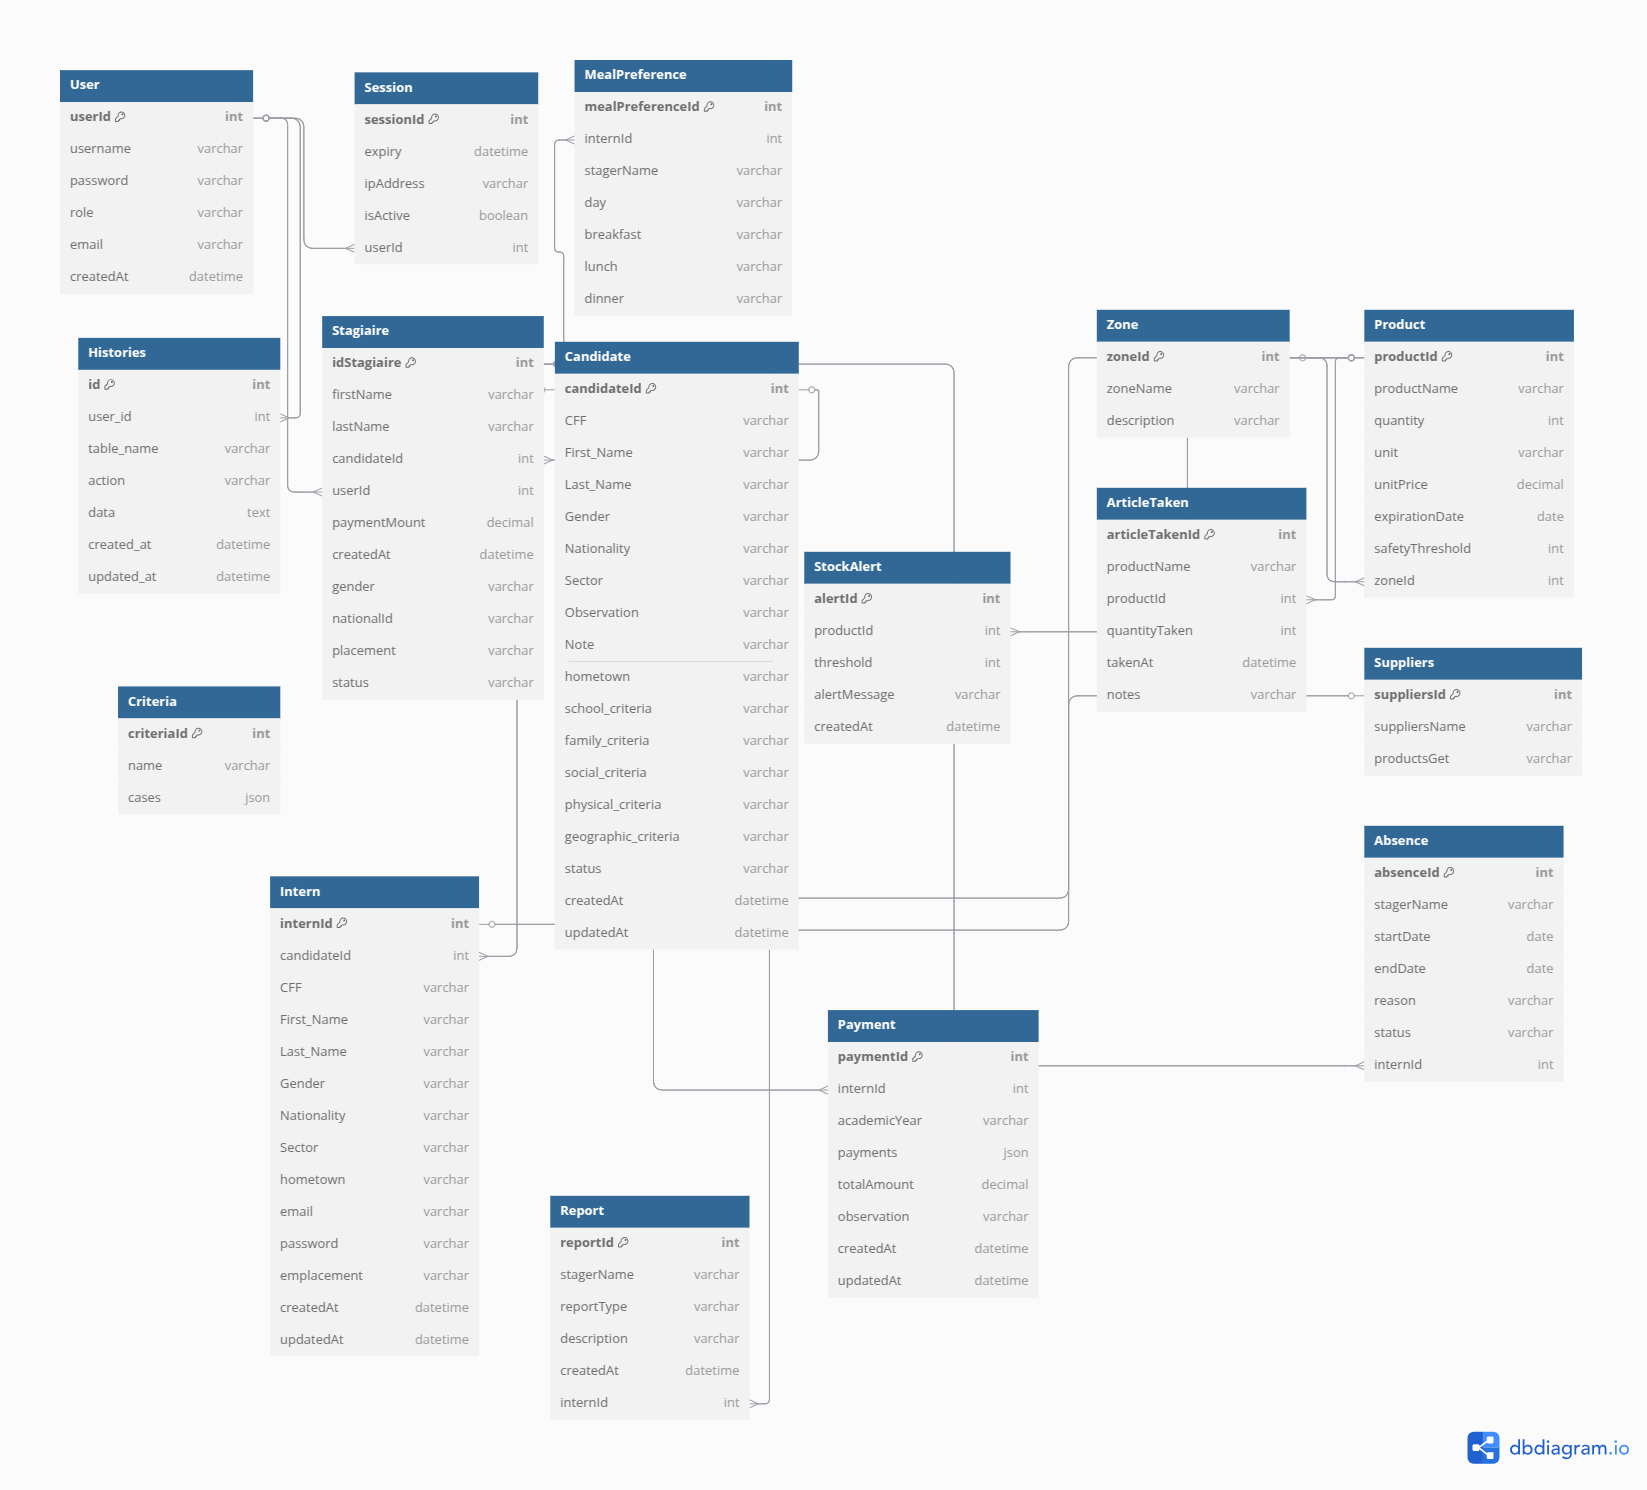 User
userId int
username varchar
password varchar
role varchar
email varchar
createdAt datetime
Session
sessionId int
expiry datetime
ipAddress varchar
isActive boolean
userId int
MealPreference
mealPreferenceId int
internId int
stagerName varchar
day varchar
breakfast varchar
lunch varchar
dinner varchar
Histories
id int
user_id int
table_name varchar
action varchar
data text
created_at datetime
updated_at datetime
Stagiaire
idStagiaire int
firstName varchar
lastName varchar
candidateId int
userId int
paymentMount decimal
createdAt datetime
gender varchar
nationalId varchar
placement varchar
status varchar
Candidate
candidateId int
CFF varchar
First_Name varchar
Last_Name varchar
Gender varchar
Nationality varchar
Sector varchar
Observation varchar
Note varchar
hometown varchar
school_criteria varchar
family_criteria varchar
social_criteria varchar
physical_criteria varchar
geographic_criteria varchar
status varchar
createdAt datetime
updatedAt datetime
Zone
zoneId int
zoneName varchar
description varchar
Product
productId int
productName varchar
quantity int
unit varchar
unitPrice decimal
expirationDate date
safetyThreshold int
zoneId int
ArticleTaken
articleTakenId int
productName varchar
productId int
quantityTaken int
takenAt datetime
notes varchar
StockAlert
alertId int
productId int
threshold int
alertMessage varchar
createdAt datetime
Suppliers
suppliersId int
suppliersName varchar
productsGet varchar
Criteria
criteriaId int
name varchar
cases json
Absence
absenceId int
stagerName varchar
startDate date
endDate date
reason varchar
status varchar
internId int
Intern
internId int
candidateId int
CFF varchar
First_Name varchar
Last_Name varchar
Gender varchar
Nationality varchar
Sector varchar
hometown varchar
email varchar
password varchar
emplacement varchar
createdAt datetime
updatedAt datetime
Payment
paymentId int
internId int
academicYear varchar
payments json
totalAmount decimal
observation varchar
createdAt datetime
updatedAt datetime
Report
reportId int
stagerName varchar
reportType varchar
description varchar
createdAt datetime
internId int
dbdiagram.io